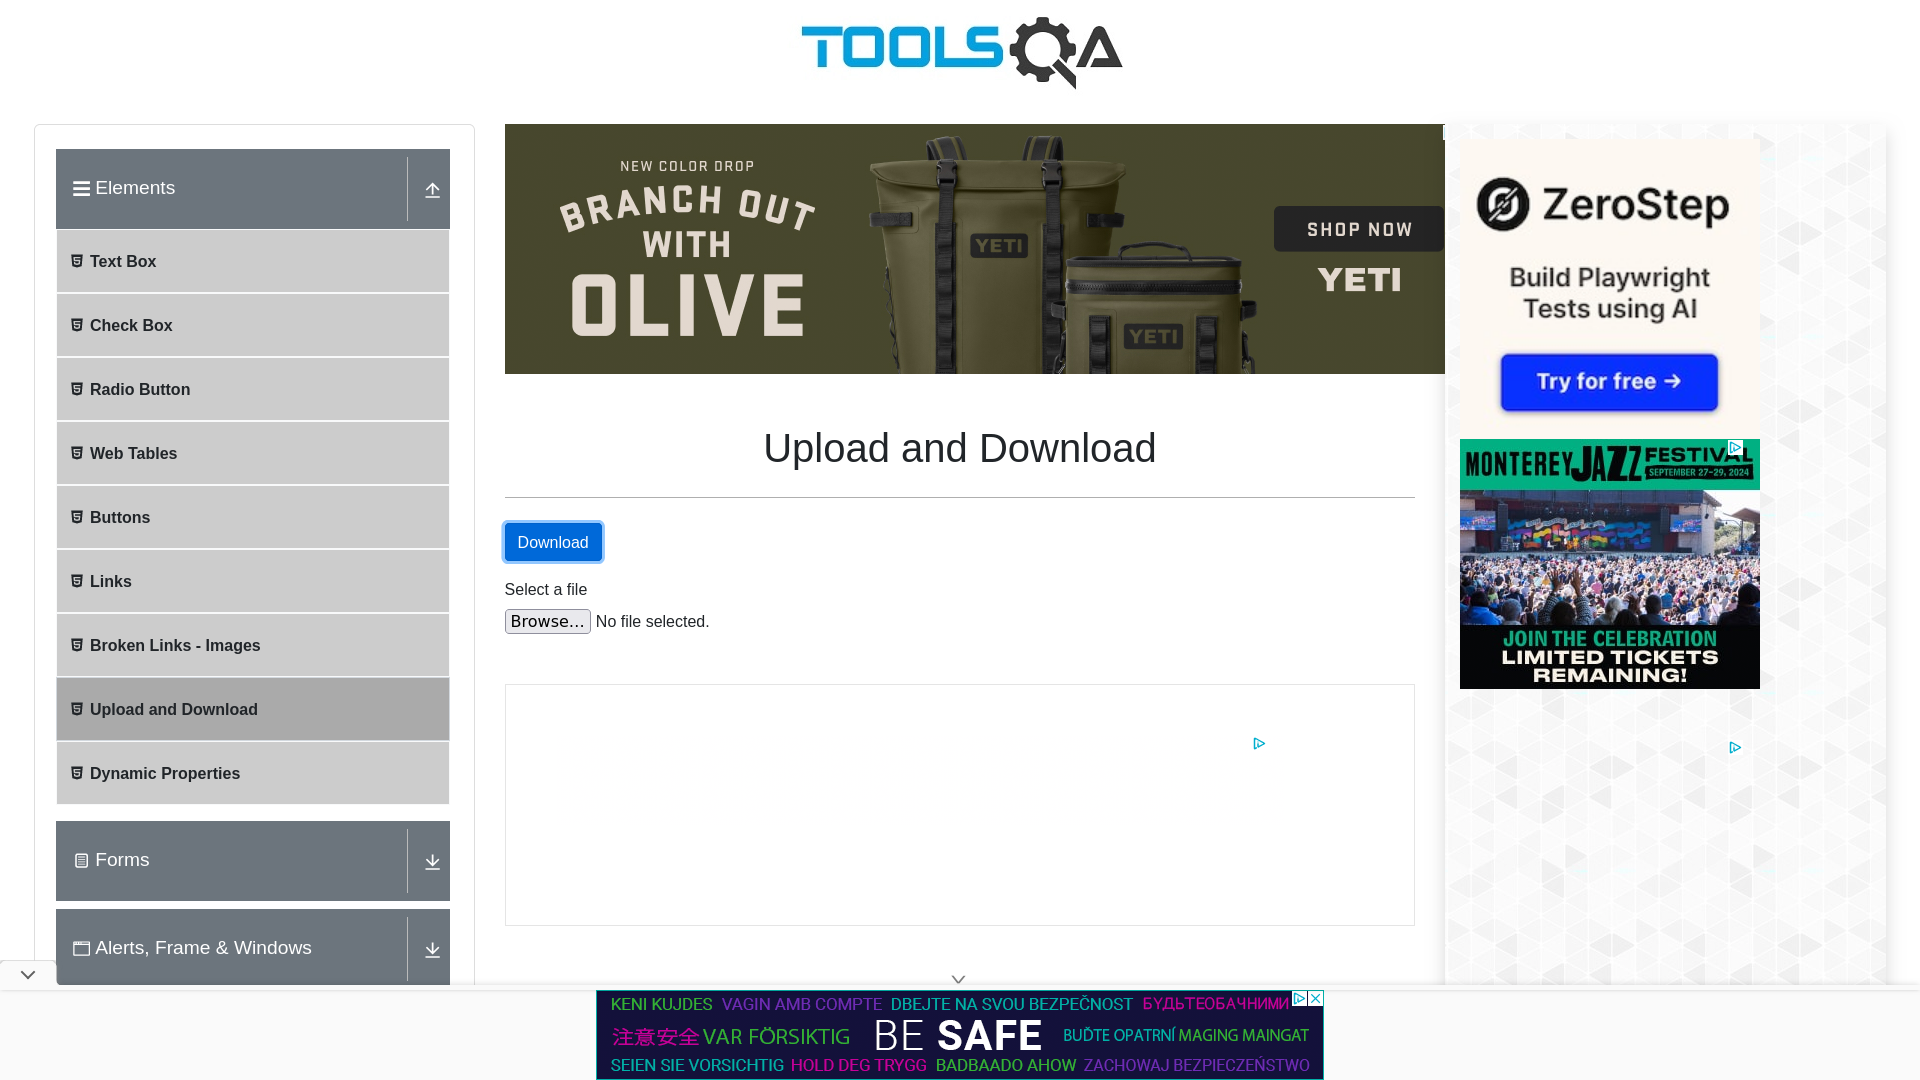 TOOLSQA
Elements
Text Box
Check Box
Radio Button
Web Tables
Buttons
Links
Broken Links - Images
Upload and Download
Dynamic Properties
Forms
Alerts, Frame & Windows
NEW COLOR DROP
BRANCH OUT
WITH
OLIVE
YETI
YETI
SHOP NOW
YETI
Upload and Download
Download
Select a file
Browse... No file selected.
ZeroStep
Build Playwright
Tests using AI
Try for free →
MONTEREY JAZZ FESTIVAL
SEPTEMBER 27-29, 2024
JOIN THE CELEBRATION
LIMITED TICKETS
REMAINING!
KENI KUJDES VAGIN AMB COMPTE DBEJTE NA SVOU BEZPEČNOST БУДЬТЕОБАЧНИМИ
注意安全 VAR FÖRSIKTIG BE SAFE BUĎTE OPATRNÍ MAGING MAINGAT
SEIEN SIE VORSICHTIG HOLD DEG TRYGG BADBAADO AHOW ZACHOWAJ BEZPIECZEŃSTWO